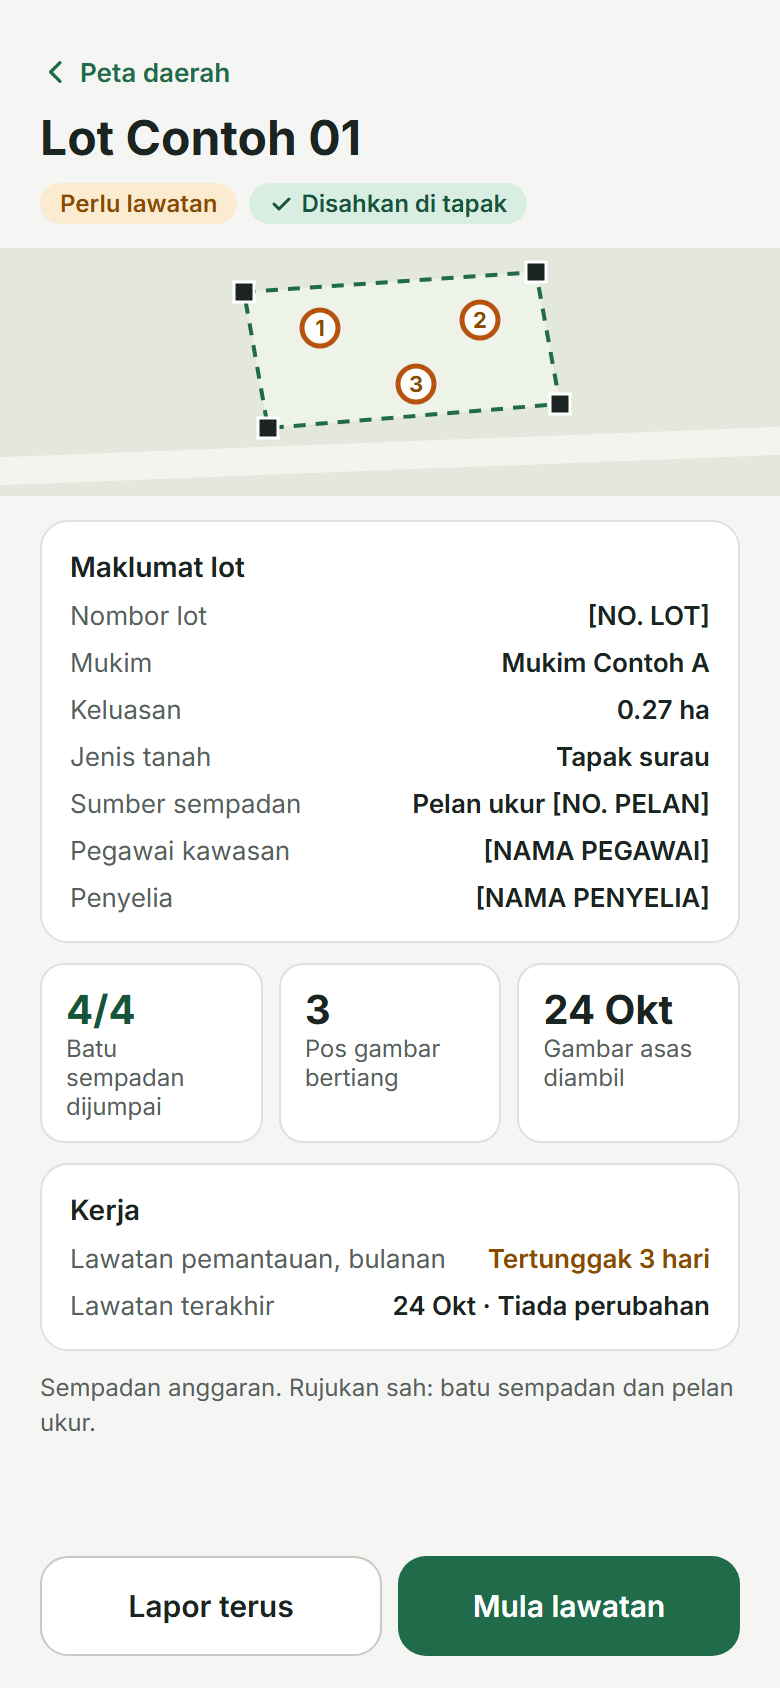 Peta daerah
Lot Contoh 01
Perlu lawatan
Disahkan di tapak
1
2
3
Maklumat lot
Nombor lot [NO. LOT]
Mukim Mukim Contoh A
Keluasan 0.27 ha
Jenis tanah Tapak surau
Sumber sempadan Pelan ukur [NO. PELAN]
Pegawai kawasan [NAMA PEGAWAI]
Penyelia [NAMA PENYELIA]
4/4
Batu
sempadan
dijumpai
3
Pos gambar
bertiang
24 Okt
Gambar asas
diambil
Kerja
Lawatan pemantauan, bulanan Tertunggak 3 hari
Lawatan terakhir 24 Okt · Tiada perubahan
Sempadan anggaran. Rujukan sah: batu sempadan dan pelan
ukur.
Lapor terus
Mula lawatan